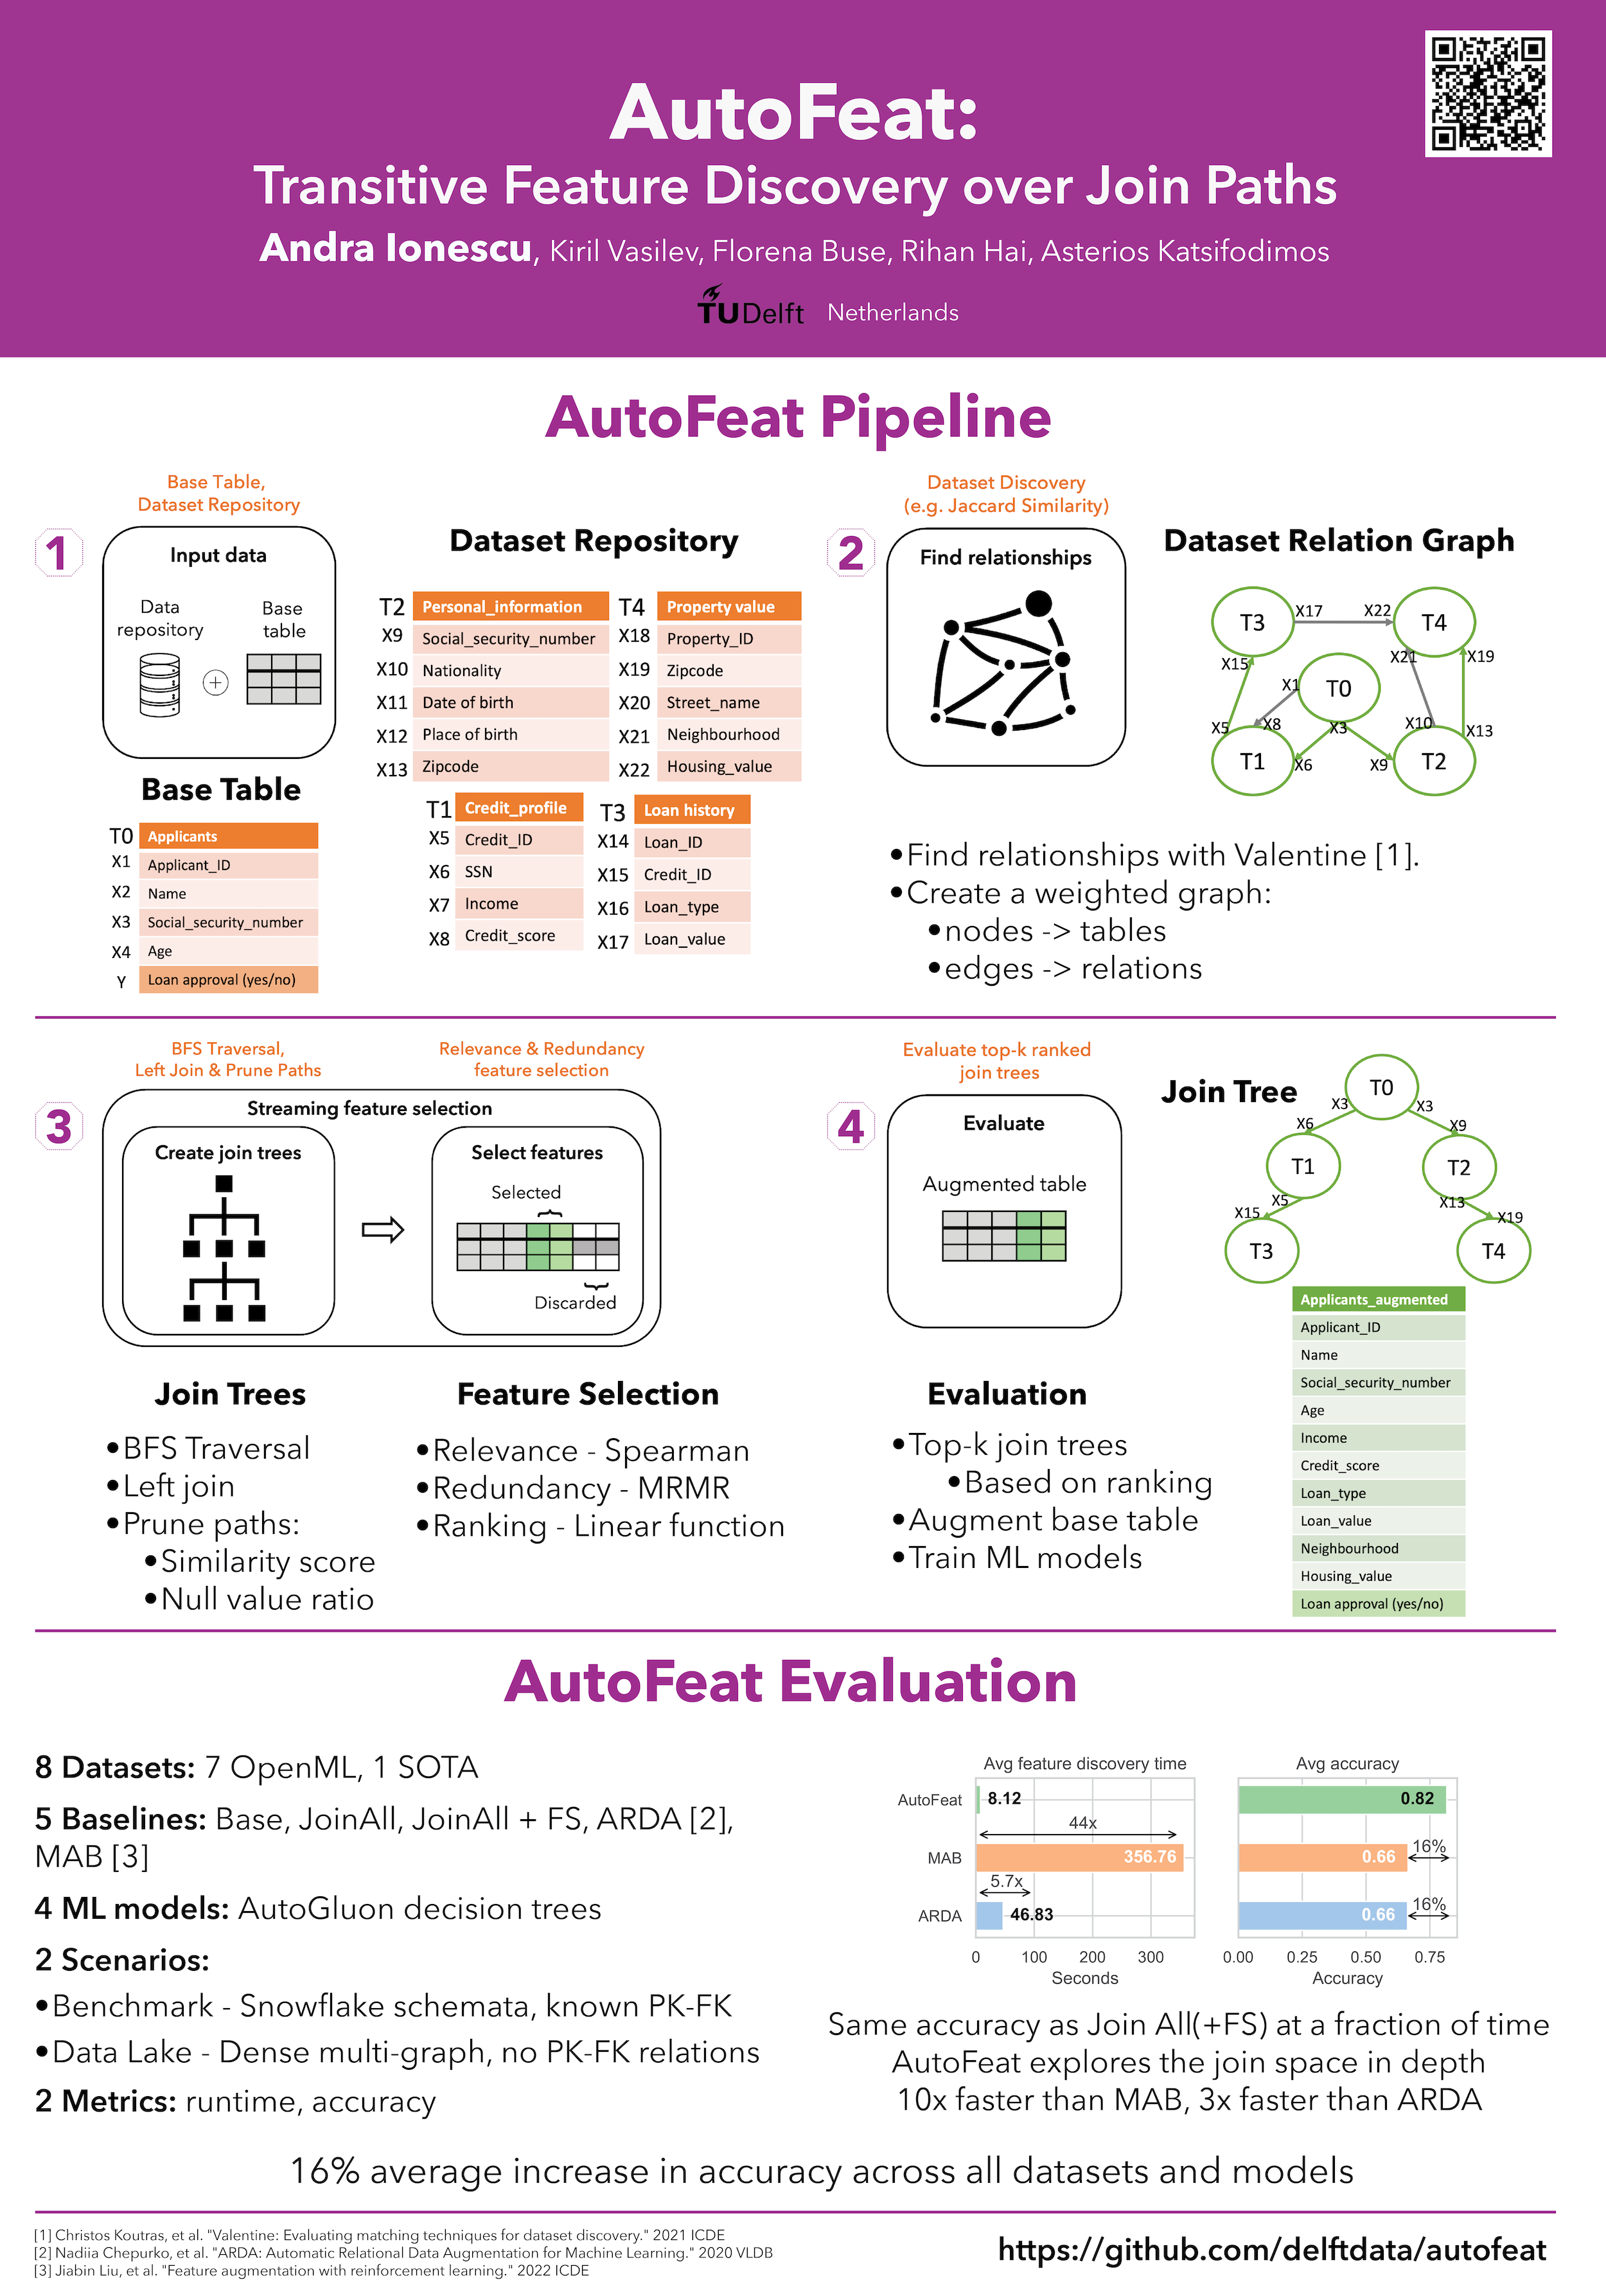 AutoFeat:
Transitive Feature Discovery over Join Paths
Andra Ionescu, Kiril Vasilev, Florena Buse, Rihan Hai, Asterios Katsifodimos
TUDelft Netherlands
AutoFeat Pipeline
Base Table,
Dataset Repository
1
Input data
Data
repository
Base
table
Base Table
T0 Applicants
X1 Applicant_ID
X2 Name
X3 Social_security_number
X4 Age
Y Loan approval (yes/no)
Dataset Repository
T2 Personal_information
X9 Social_security_number
X10 Nationality
X11 Date of birth
X12 Place of birth
X13 Zipcode
T4 Property value
X18 Property_ID
X19 Zipcode
X20 Street_name
X21 Neighbourhood
X22 Housing_value
T1 Credit_profile
X5 Credit_ID
X6 SSN
X7 Income
X8 Credit_score
T3 Loan history
X14 Loan_ID
X15 Credit_ID
X16 Loan_type
X17 Loan_value
Dataset Discovery
(e.g. Jaccard Similarity)
2
Find relationships
Dataset Relation Graph
T3 X17 X22 T4
X15 X21 X19
X1 T0
X5 X8 X3 X10 X13
T1 X6 X9 T2
•Find relationships with Valentine [1].
•Create a weighted graph:
•nodes -> tables
•edges -> relations
BFS Traversal,
Left Join & Prune Paths
Relevance & Redundancy
feature selection
3
Streaming feature selection
Create join trees
Select features
Selected
Discarded
Join Trees
•BFS Traversal
•Left join
•Prune paths:
•Similarity score
•Null value ratio
Feature Selection
•Relevance - Spearman
•Redundancy - MRMR
•Ranking - Linear function
Evaluate top-k ranked
join trees
4
Evaluate
Augmented table
Evaluation
•Top-k join trees
•Based on ranking
•Augment base table
•Train ML models
Join Tree
T0
X3 X3
X6 X9
T1 T2
X5 X13
X15 X19
T3 T4
Applicants_augmented
Applicant_ID
Name
Social_security_number
Age
Income
Credit_score
Loan_type
Loan_value
Neighbourhood
Housing_value
Loan approval (yes/no)
AutoFeat Evaluation
8 Datasets: 7 OpenML, 1 SOTA
5 Baselines: Base, JoinAll, JoinAll + FS, ARDA [2],
MAB [3]
4 ML models: AutoGluon decision trees
2 Scenarios:
•Benchmark - Snowflake schemata, known PK-FK
•Data Lake - Dense multi-graph, no PK-FK relations
2 Metrics: runtime, accuracy
Avg feature discovery time
AutoFeat 8.12
44x
MAB 356.76
5.7x
ARDA 46.83
0 100 200 300
Seconds
Avg accuracy
0.82
0.66 16%
0.66 16%
0.00 0.25 0.50 0.75
Accuracy
Same accuracy as Join All(+FS) at a fraction of time
AutoFeat explores the join space in depth
10x faster than MAB, 3x faster than ARDA
16% average increase in accuracy across all datasets and models
[1] Christos Koutras, et al. "Valentine: Evaluating matching techniques for dataset discovery." 2021 ICDE
[2] Nadiia Chepurko, et al. "ARDA: Automatic Relational Data Augmentation for Machine Learning." 2020 VLDB
[3] Jiabin Liu, et al. "Feature augmentation with reinforcement learning." 2022 ICDE
https://github.com/delftdata/autofeat